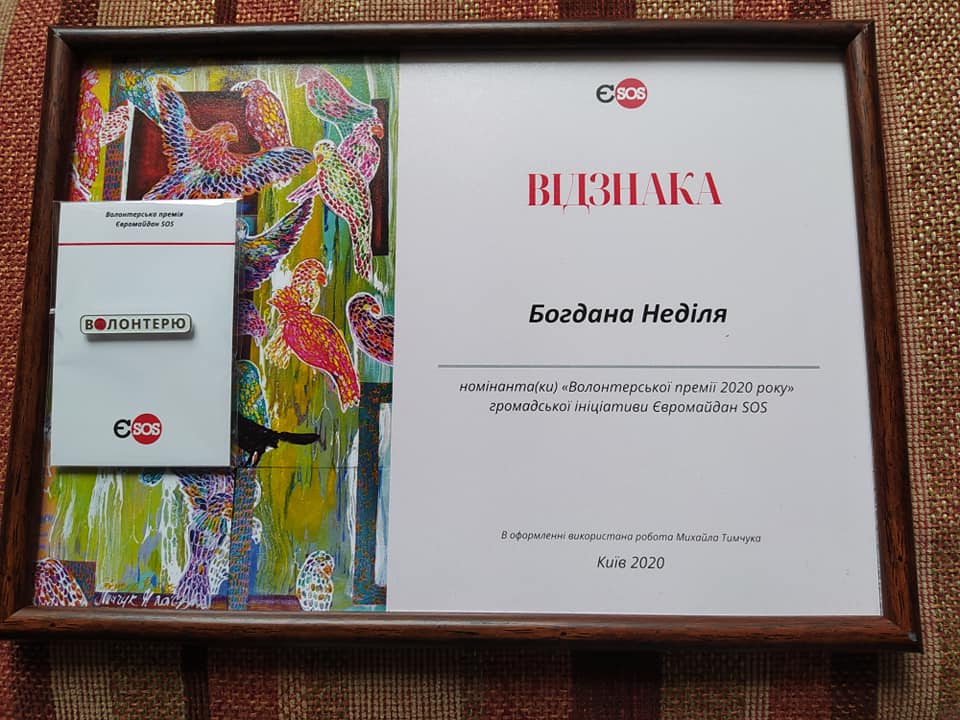 Волонтерська премія
Євромайдан SOS
ВОЛОНТЕРЮ
ЄSOS
ЄSOS
ВІДЗНАКА
Богдана Неділя
номінанта(ки) «Волонтерської премії 2020 року»
громадської ініціативи Євромайдан SOS
В оформленні використана робота Михайла Тимчука
Київ 2020